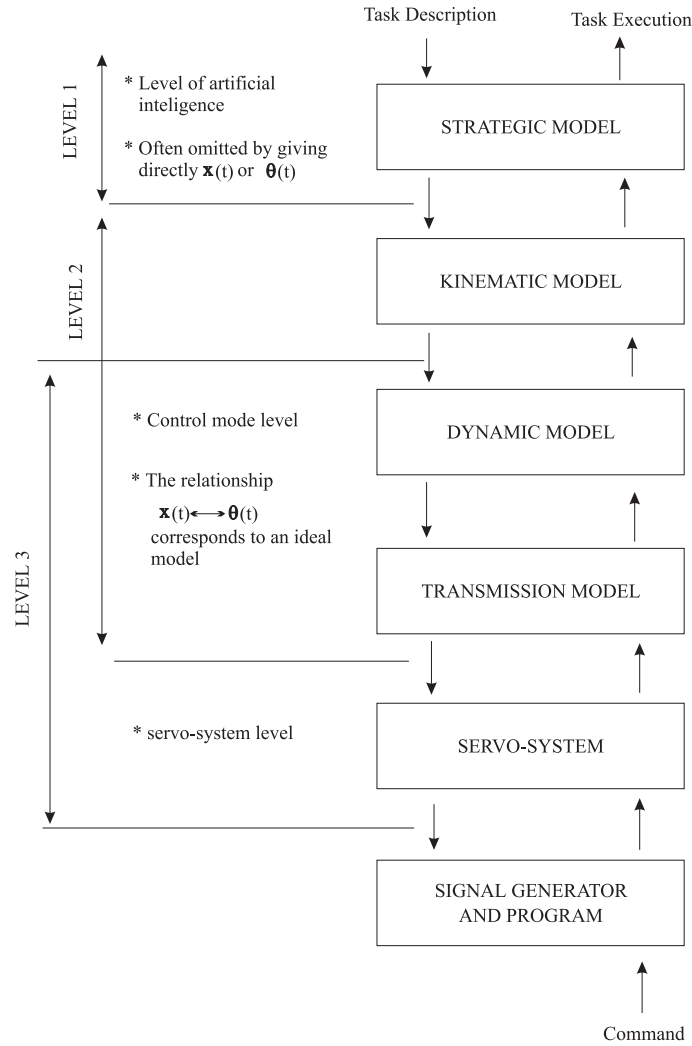 Task Description
Task Execution
LEVEL 1
* Level of artificial
inteligence
* Often omitted by giving
directly x(t) or θ(t)
STRATEGIC MODEL
LEVEL 2
KINEMATIC MODEL
* Control mode level
DYNAMIC MODEL
* The relationship
x(t)⟷θ(t)
corresponds to an ideal
model
LEVEL 3
TRANSMISSION MODEL
* servo-system level
SERVO-SYSTEM
SIGNAL GENERATOR
AND PROGRAM
Command